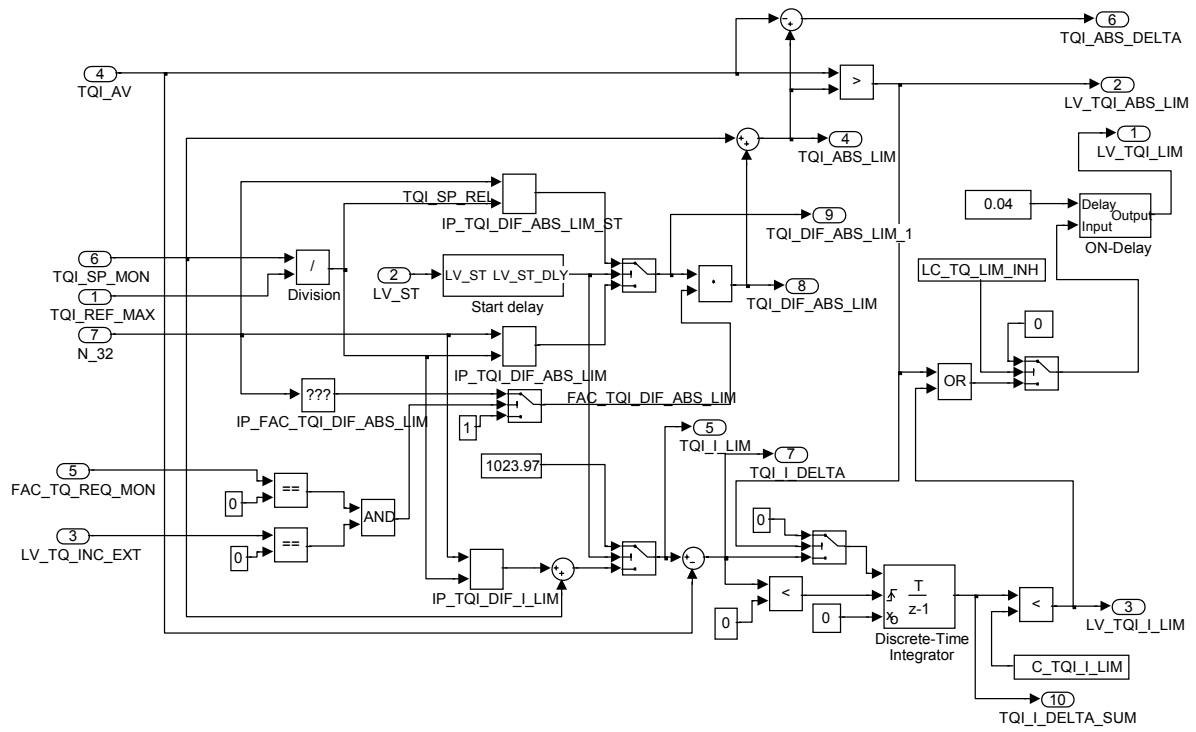 6
TQI_ABS_DELTA
4
TQI_AV
>
2
LV_TQI_ABS_LIM
4
TQI_ABS_LIM
1
LV_TQI_LIM
TQI_SP_REL
IP_TQI_DIF_ABS_LIM_ST
0.04
Delay
Output
Input
ON-Delay
9
TQI_DIF_ABS_LIM_1
6
TQI_SP_MON
/
Division
2
LV_ST
LV_ST LV_ST_DLY
Start delay
8
TQI_DIF_ABS_LIM
LC_TQ_LIM_INH
1
TQI_REF_MAX
7
N_32
0
IP_TQI_DIF_ABS_LIM
OR
???
IP_FAC_TQI_DIF_ABS_LIM
FAC_TQI_DIF_ABS_LIM
1
5
TQI_I_LIM
7
TQI_I_DELTA
1023.97
5
FAC_TQ_REQ_MON
==
0
AND
3
LV_TQ_INC_EXT
==
0
0
IP_TQI_DIF_I_LIM
<
0
0
T
z-1
xo
Discrete-Time
Integrator
<
3
LV_TQI_I_LIM
C_TQI_I_LIM
10
TQI_I_DELTA_SUM